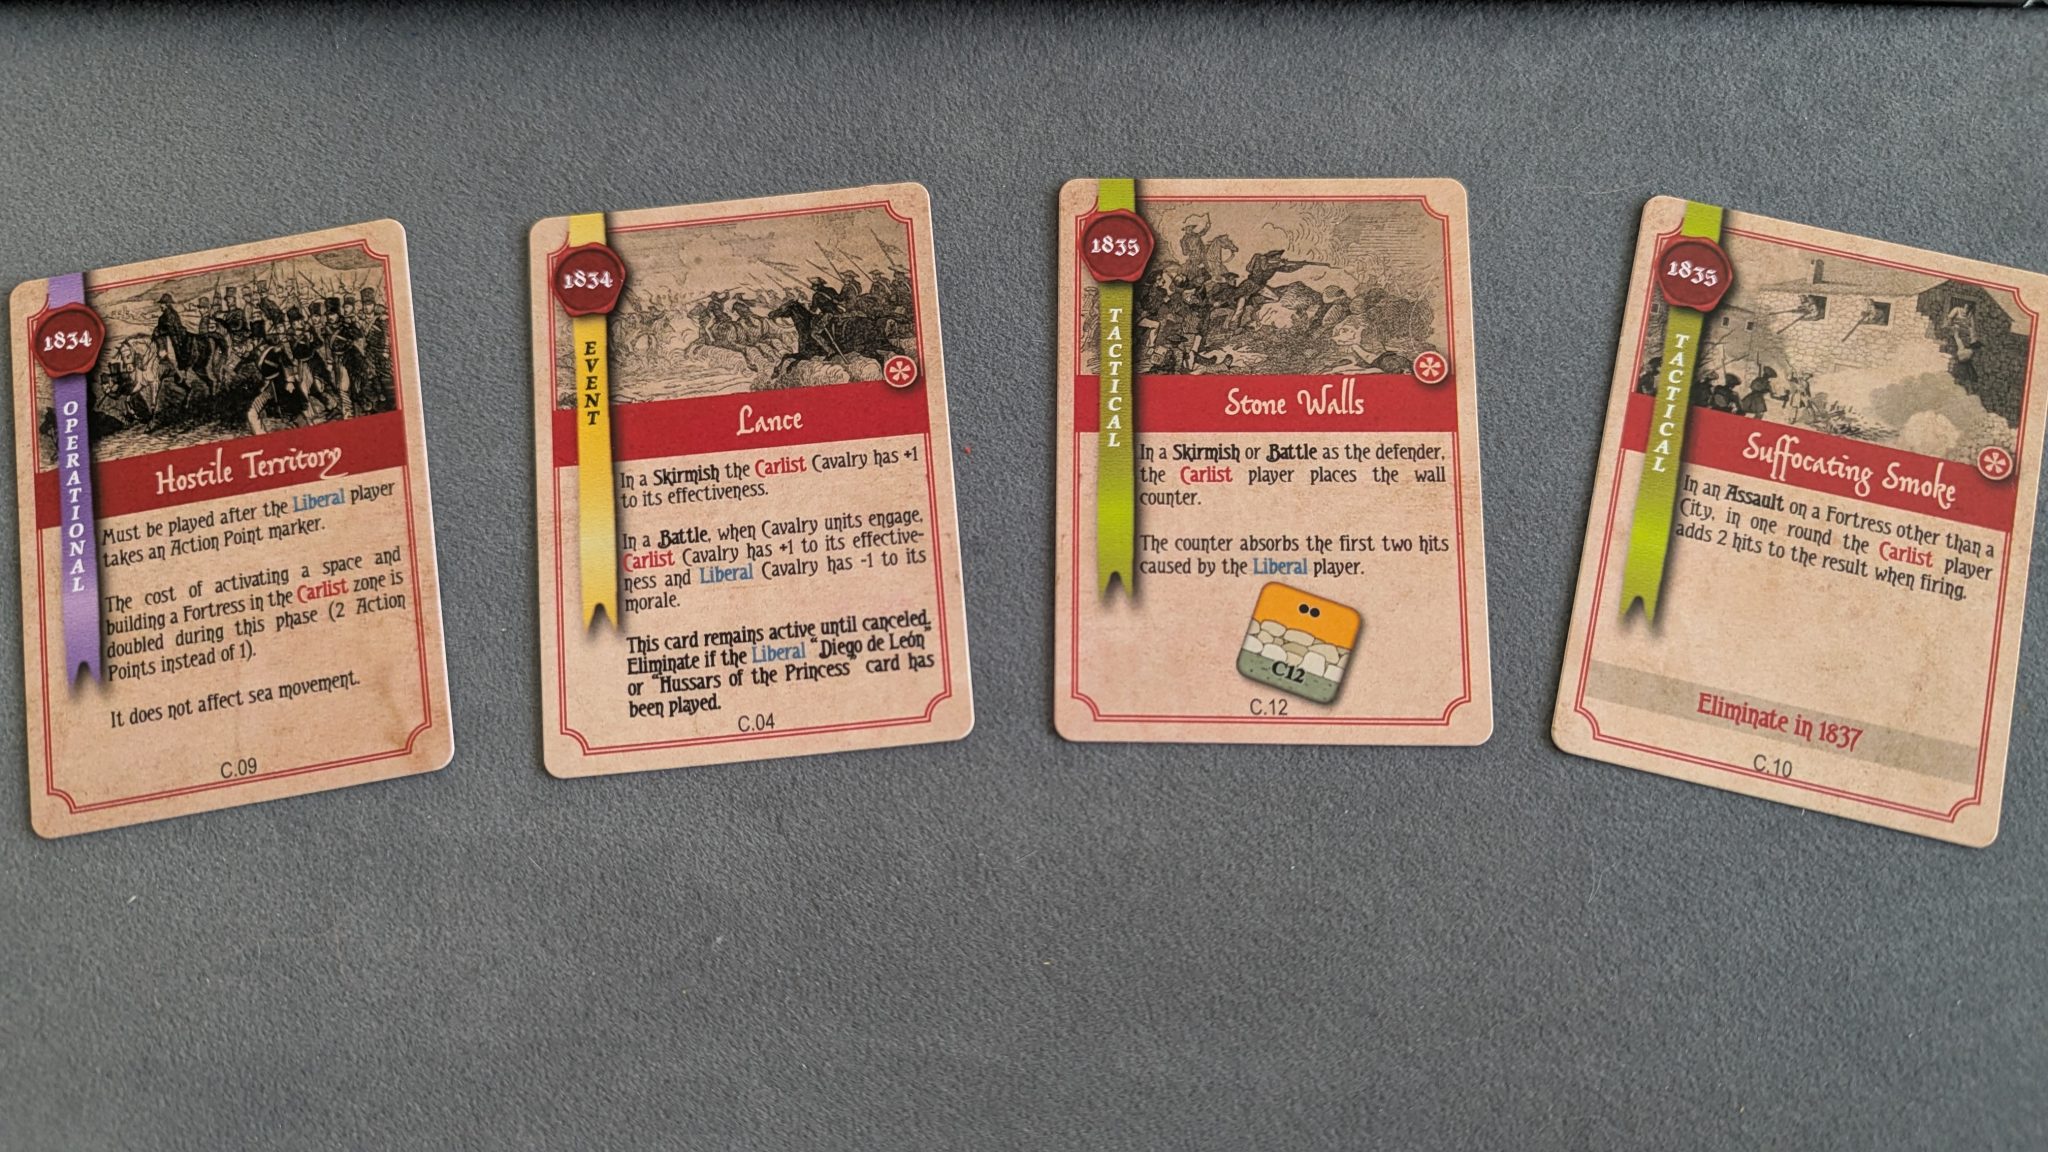 1834
OPERATIONAL
Hostile Territory
Must be played after the Liberal player
takes an Action Point marker.
The cost of activating a space and
building a Fortress in the Carlist zone is
doubled during this phase (2 Action
Points instead of 1).
It does not affect sea movement.
C.09
1834
EVENT
Lance
In a Skirmish the Carlist Cavalry has +1
to its effectiveness.
In a Battle, when Cavalry units engage,
Carlist Cavalry has +1 to its effective-
ness and Liberal Cavalry has -1 to its
morale.
This card remains active until canceled.
Eliminate if the Liberal "Diego de León"
or "Hussars of the Princess" card has
been played.
C.04
1835
TACTICAL
Stone Walls
In a Skirmish or Battle as the defender,
the Carlist player places the wall
counter.
The counter absorbs the first two hits
caused by the Liberal player.
C12
C.12
1835
TACTICAL
Suffocating Smoke
In an Assault on a Fortress other than a
City, in one round the Carlist player
adds 2 hits to the result when firing.
Eliminate in 1837
C.10